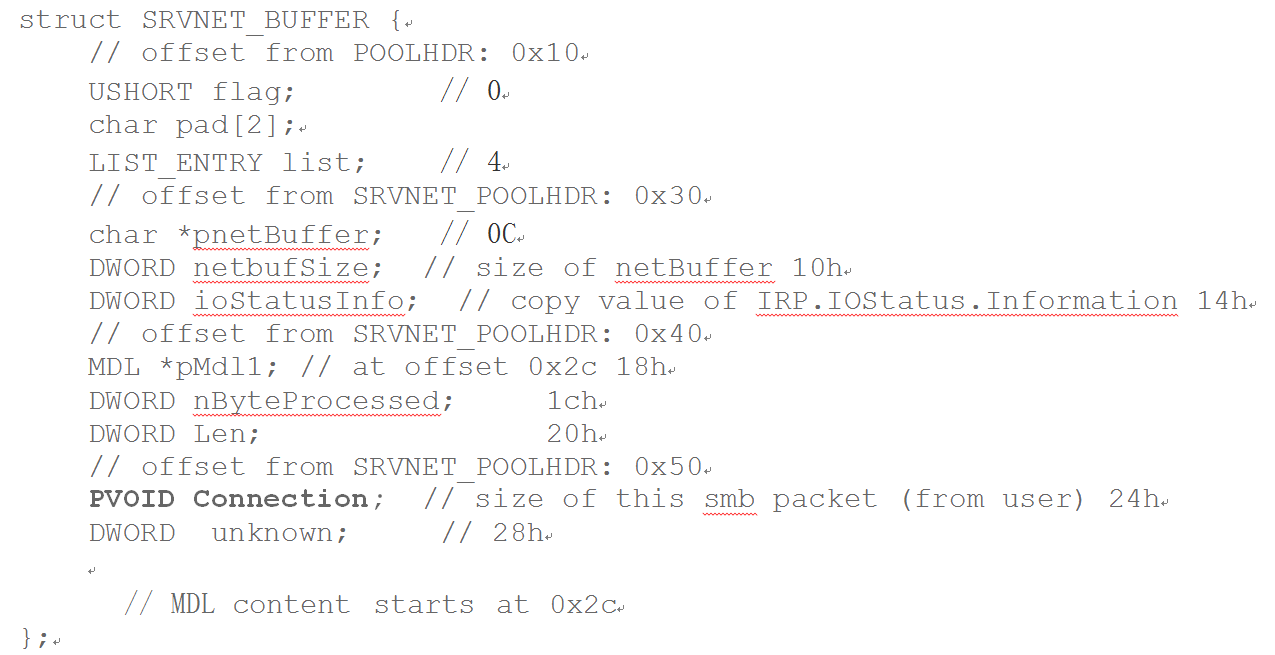 struct SRVNET_BUFFER {
// offset from POOLHDR: 0x10
USHORT flag; // 0
char pad[2];
LIST_ENTRY list; // 4
// offset from SRVNET_POOLHDR: 0x30
char *pnetBuffer; // 0C
DWORD netbufSize; // size of netBuffer 10h
DWORD ioStatusInfo; // copy value of IRP.IOStatus.Information 14h
// offset from SRVNET_POOLHDR: 0x40
MDL *pMdl1; // at offset 0x2c 18h
DWORD nByteProcessed; 1ch
DWORD Len; 20h
// offset from SRVNET_POOLHDR: 0x50
PVOID Connection; // size of this smb packet (from user) 24h
DWORD unknown; // 28h
// MDL content starts at 0x2c
};